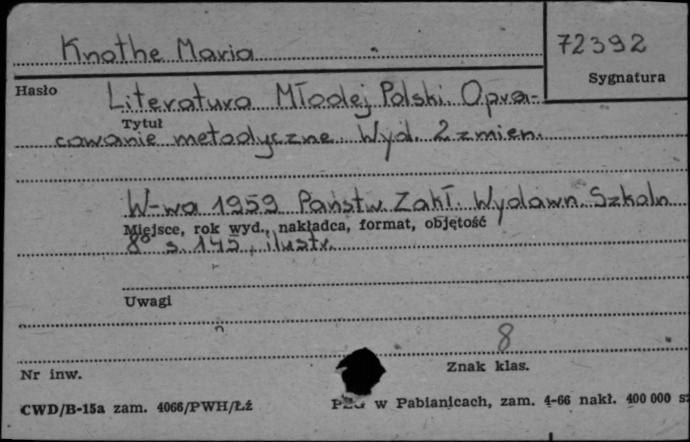 Knothe Maria
72392
Sygnatura
Hasło
Literatura Młodej Polski. Opra-
Tytuł
cowanie metodyczne. Wyd. 2 zmien.
W-wa 1959 Państw. Zakł. Wydawn. Szkoln
Miejsce, rok wyd., nakładca, format, objętość
8° s. 145, ilustr.
Uwagi
8
Nr inw.
Znak klas.
CWD/B-15a zam. 4066/PWH/Łź
w Pabianicach, zam. 4-66 nakł. 400 000